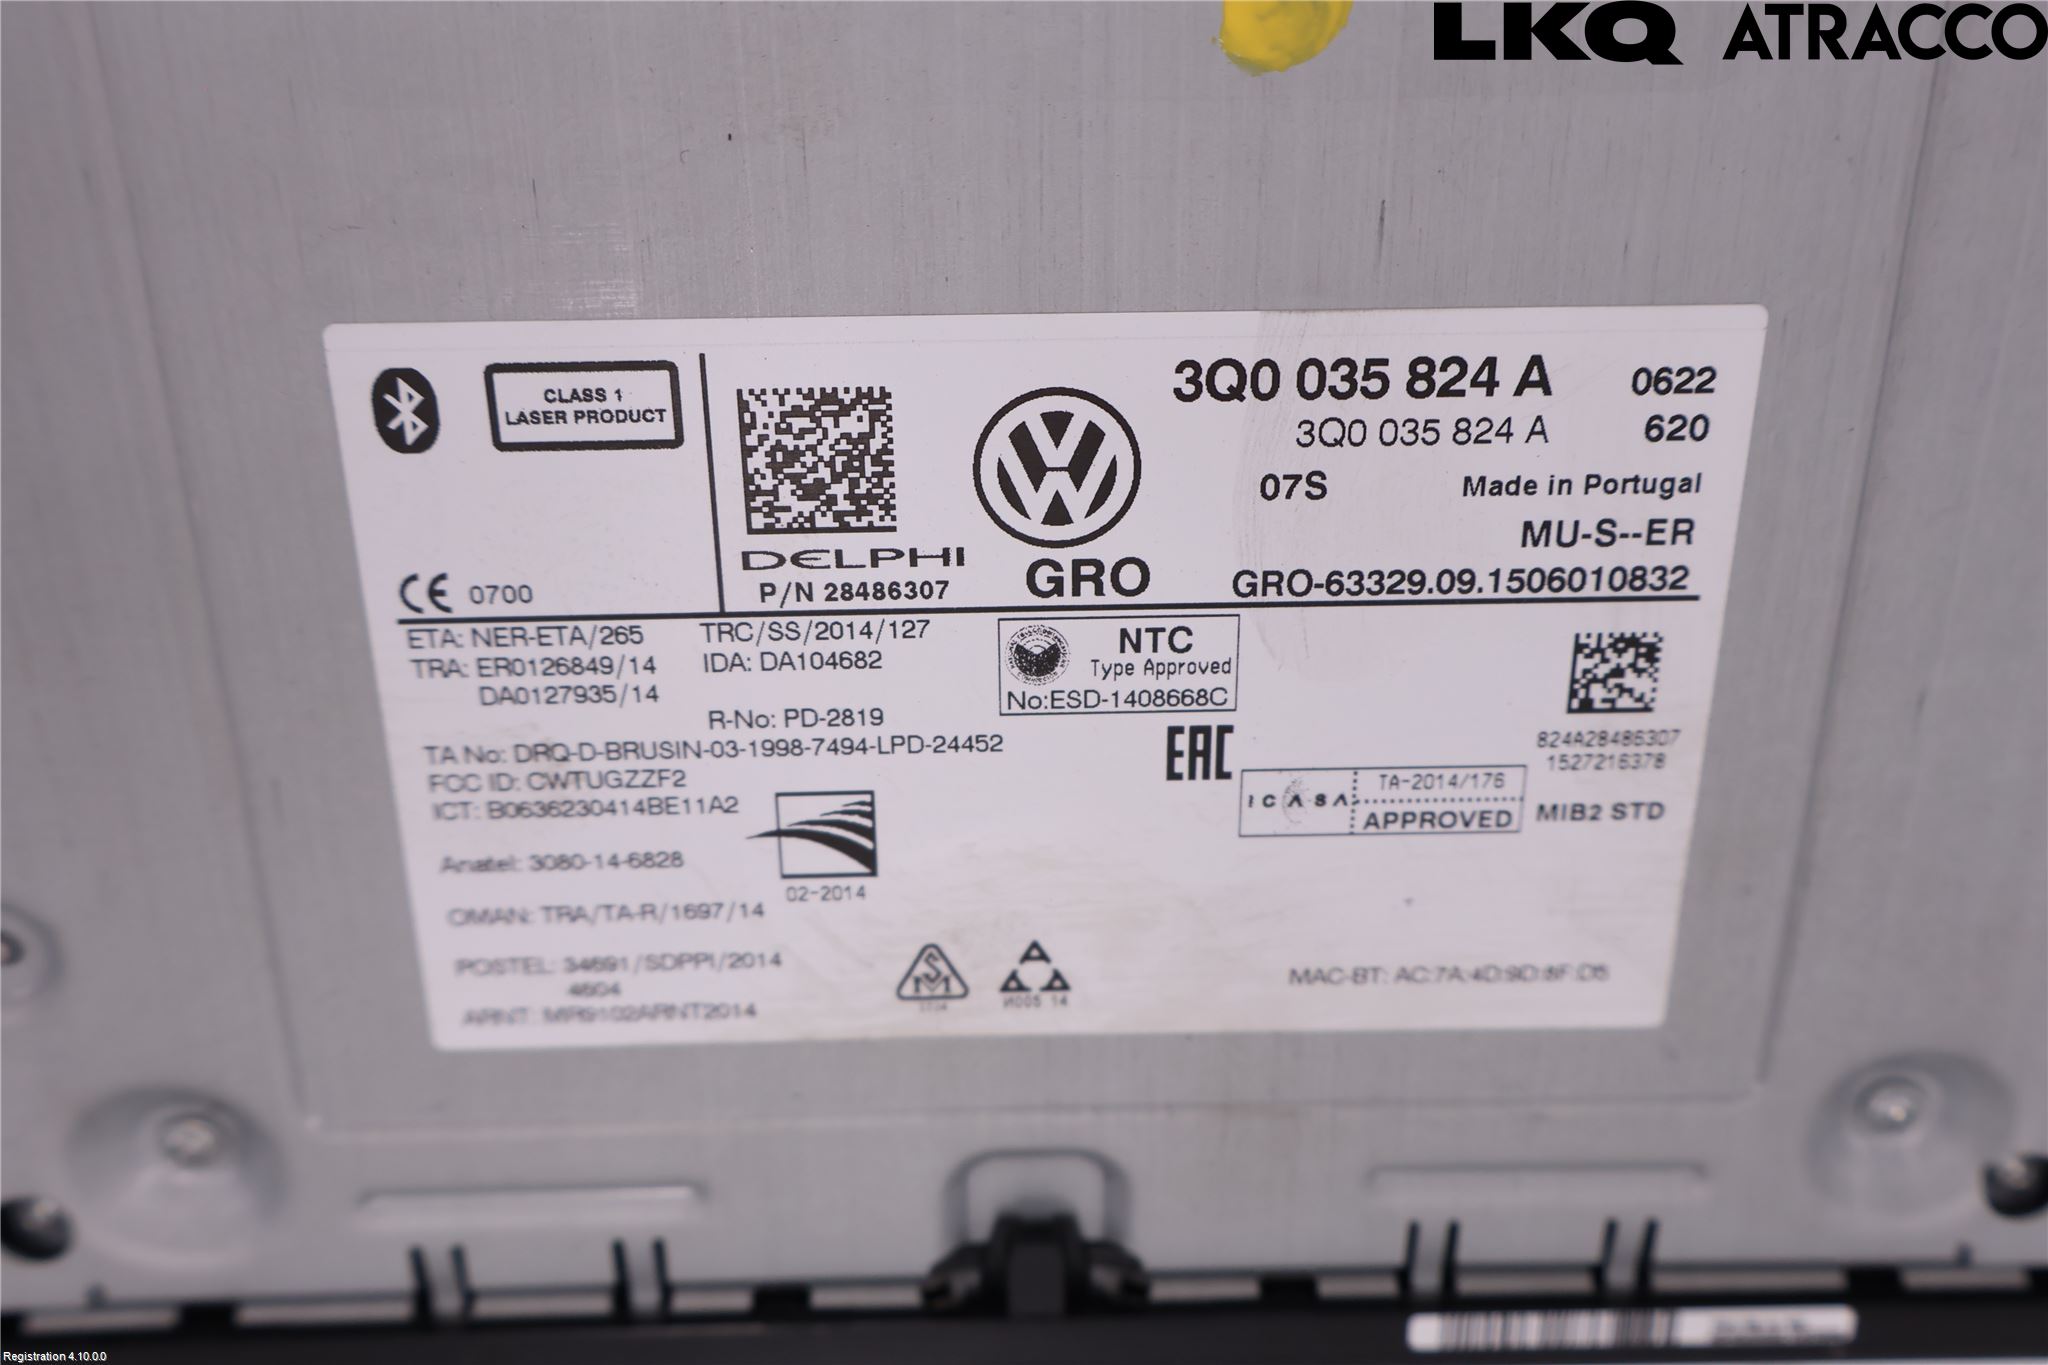 LKQ ATRACCO
CLASS 1
LASER PRODUCT
3Q0 035 824 A 0622
3Q0 035 824 A 620
07S Made in Portugal
MU-S--ER
DELPHI
P/N 28486307
GRO
GRO-63329.09.1506010832
CE 0700
ETA: NER-ETA/265 TRC/SS/2014/127
TRA: ER0126849/14 IDA: DA104682
DA0127935/14
R-No: PD-2819
NTC
Type Approved
No:ESD-1408668C
TA No: DRQ-D-BRUSIN-03-1998-7494-LPD-24452
FCC ID: CWTUGZZF2
ICT: B0636230414BE11A2
EAC
824A28486307
1527216378
ICASA TA-2014/176
APPROVED
MIB2 STD
Anatel: 3080-14-6828
02-2014
OMAN: TRA/TA-R/1697/14
POSTEL: 34691/SDPPI/2014
4604
ARNT: MR9102ARNT2014
И005 14
MAC-BT: AC:7A:4D:9D:8F:D5
Registration 4.10.0.0